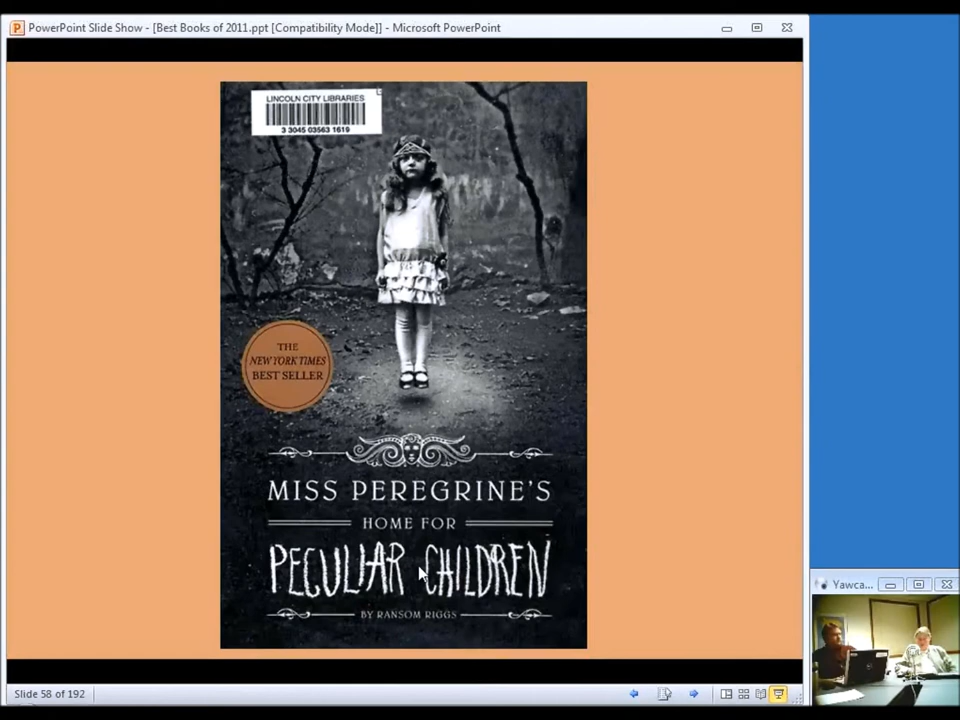 PowerPoint Slide Show - [Best Books of 2011.ppt [Compatibility Mode]] - Microsoft PowerPoint
LINCOLN CITY LIBRARIES
3 3045 03563 1619
THE
NEW YORK TIMES
BEST SELLER
MISS PEREGRINE'S
HOME FOR
PECULIAR CHILDREN
BY RANSOM RIGGS
Yawca...
Slide 58 of 192